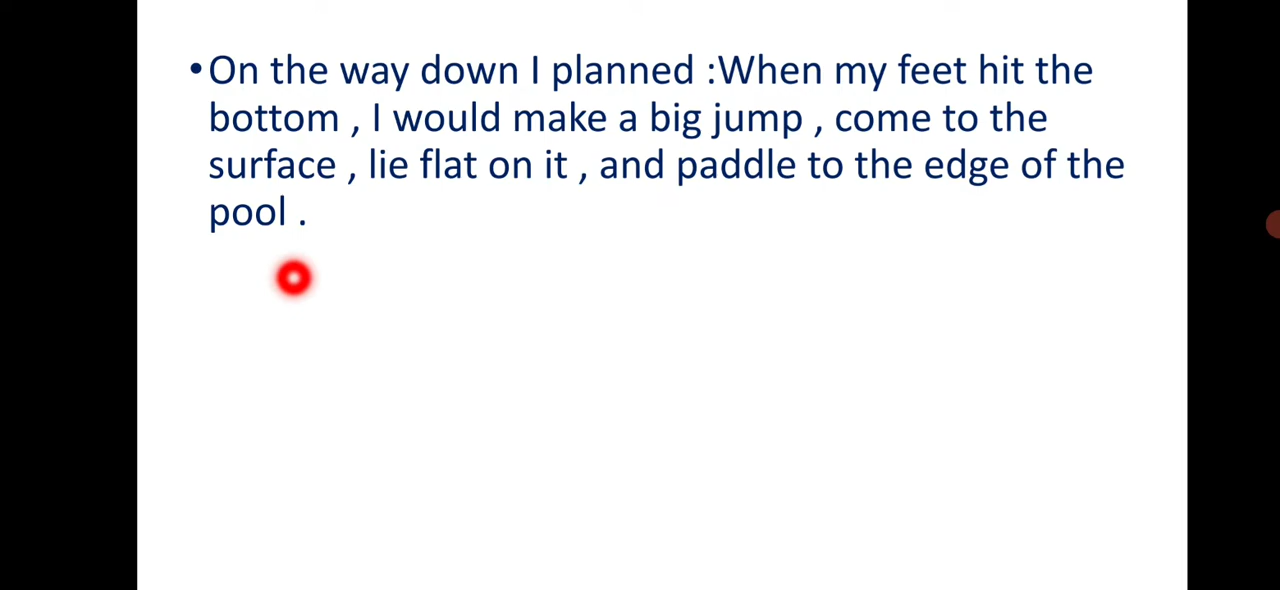 •On the way down I planned :When my feet hit the
bottom , I would make a big jump , come to the
surface , lie flat on it , and paddle to the edge of the
pool .